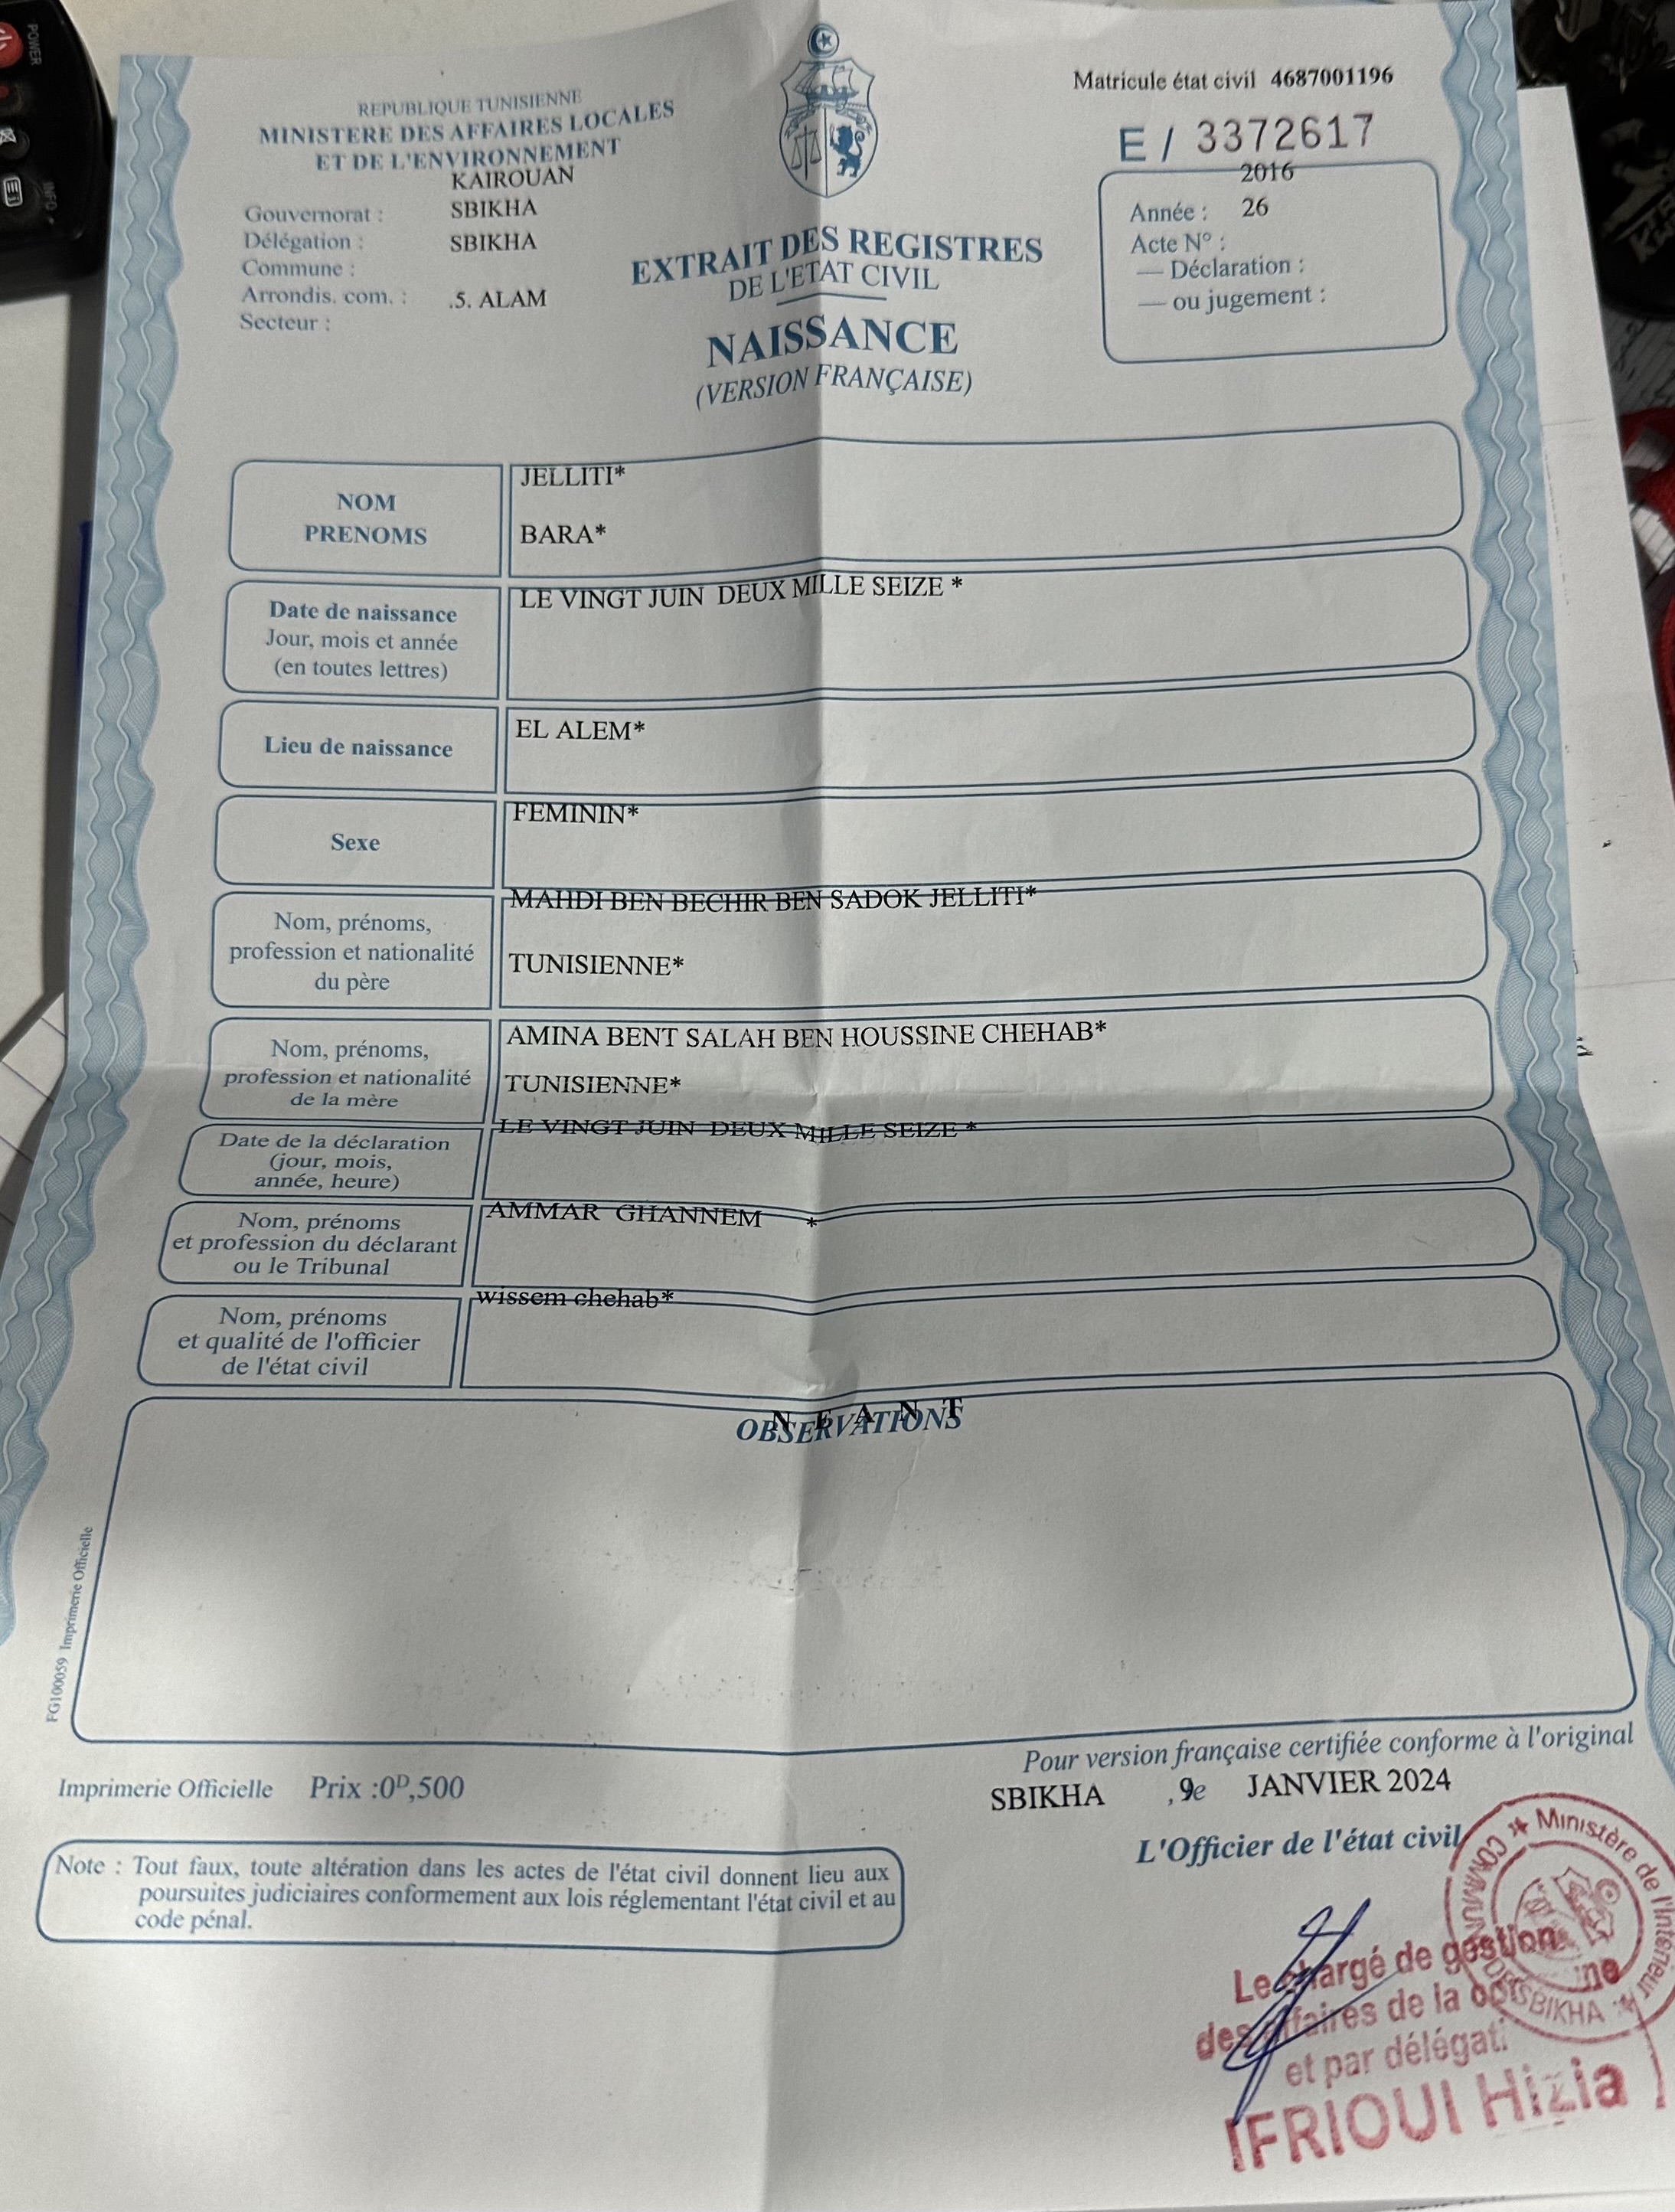 REPUBLIQUE TUNISIENNE
MINISTERE DES AFFAIRES LOCALES
ET DE L'ENVIRONNEMENT
KAIROUAN
Gouvernorat : SBIKHA
Délégation : SBIKHA
Commune :
Arrondis. com. : .5. ALAM
Secteur :
EXTRAIT DES REGISTRES
DE L'ETAT CIVIL
NAISSANCE
(VERSION FRANÇAISE)
Matricule état civil 4687001196
E / 3372617
2016
Année : 26
Acte N° :
— Déclaration :
— ou jugement :
NOM
PRENOMS
JELLITI*
BARA*
Date de naissance
Jour, mois et année
(en toutes lettres)
LE VINGT JUIN DEUX MILLE SEIZE *
Lieu de naissance
EL ALEM*
Sexe
FEMININ*
Nom, prénoms,
profession et nationalité
du père
MAHDI BEN BECHIR BEN SADOK JELLITI*
TUNISIENNE*
Nom, prénoms,
profession et nationalité
de la mère
AMINA BENT SALAH BEN HOUSSINE CHEHAB*
TUNISIENNE*
Date de la déclaration
(jour, mois,
année, heure)
LE VINGT JUIN DEUX MILLE SEIZE *
Nom, prénoms
et profession du déclarant
ou le Tribunal
AMMAR GHANNEM *
Nom, prénoms
et qualité de l'officier
de l'état civil
wissem chehab*
OBSERVATIONS
N E A N T
FG100059 Imprimerie Officielle
Pour version française certifiée conforme à l'original
Imprimerie Officielle Prix :0ᴰ,500
SBIKHA , 9e JANVIER 2024
L'Officier de l'état civil
Note : Tout faux, toute altération dans les actes de l'état civil donnent lieu aux
poursuites judiciaires conformement aux lois réglementant l'état civil et au
code pénal.
Ministère de l'Intérieur
SBIKHA
Le chargé de gestion
des affaires de la
et par délégati
FRIOUI Hizia